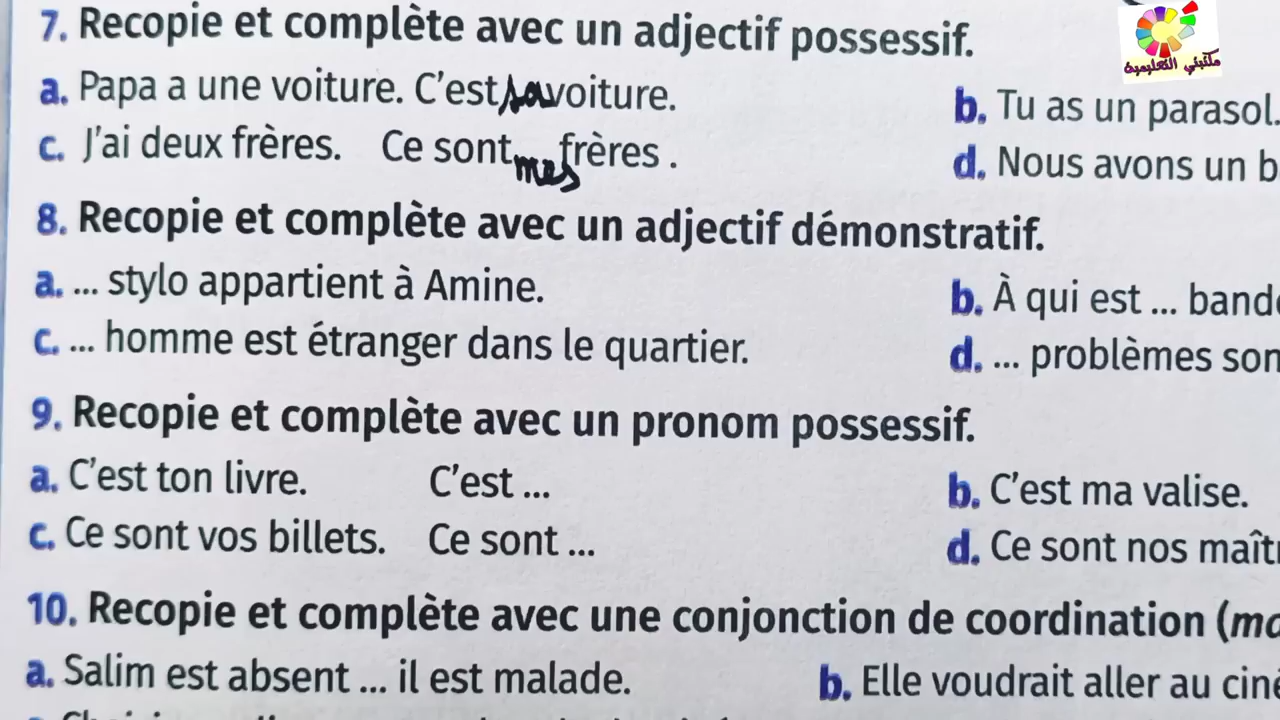 مكتبتي التعليمية
7. Recopie et complète avec un adjectif possessif.
a. Papa a une voiture. C'est sa voiture.
b. Tu as un parasol.
c. J'ai deux frères. Ce sont mes frères .
d. Nous avons un b
8. Recopie et complète avec un adjectif démonstratif.
a. ... stylo appartient à Amine.
b. À qui est ... band
c. ... homme est étranger dans le quartier.
d. ... problèmes son
9. Recopie et complète avec un pronom possessif.
a. C'est ton livre. C'est ...
b. C'est ma valise.
c. Ce sont vos billets. Ce sont ...
d. Ce sont nos maît
10. Recopie et complète avec une conjonction de coordination (
a. Salim est absent ... il est malade.
b. Elle voudrait aller au ciné